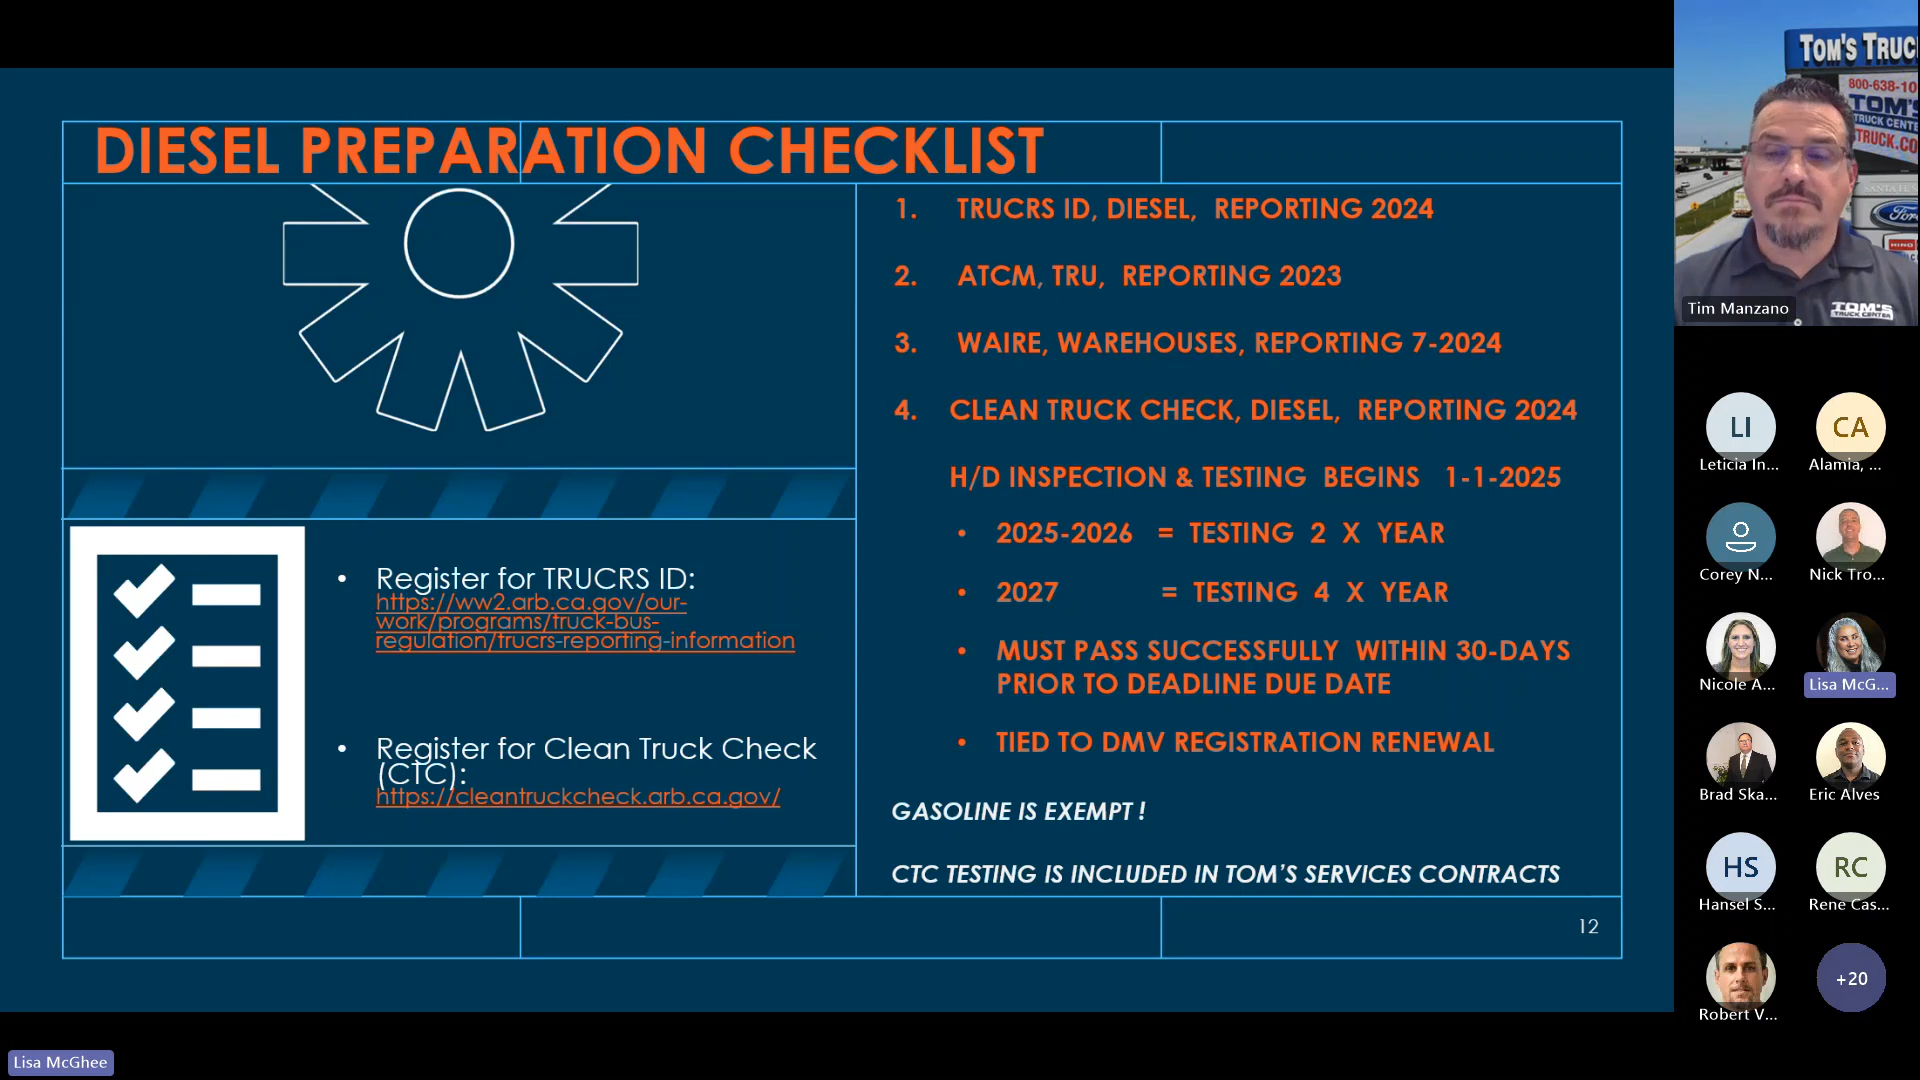 DIESEL PREPARATION CHECKLIST
1. TRUCRS ID, DIESEL, REPORTING 2024
2. ATCM, TRU, REPORTING 2023
3. WAIRE, WAREHOUSES, REPORTING 7-2024
4. CLEAN TRUCK CHECK, DIESEL, REPORTING 2024
H/D INSPECTION & TESTING BEGINS 1-1-2025
• 2025-2026 = TESTING 2 X YEAR
• 2027 = TESTING 4 X YEAR
• MUST PASS SUCCESSFULLY WITHIN 30-DAYS
PRIOR TO DEADLINE DUE DATE
• TIED TO DMV REGISTRATION RENEWAL
GASOLINE IS EXEMPT !
CTC TESTING IS INCLUDED IN TOM'S SERVICES CONTRACTS
• Register for TRUCRS ID:
https://ww2.arb.ca.gov/our-
work/programs/truck-bus-
regulation/trucrs-reporting-information
• Register for Clean Truck Check
(CTC):
https://cleantruckcheck.arb.ca.gov/
12
TOM'S TRUC
800-638-10
TOM'S
TRUCK CENTE
TRUCK.CO
Ford
HINO
TOM'S
TRUCK CENTER
Tim Manzano
LI
CA
Leticia In...
Alamia, ...
Corey N...
Nick Tro...
Nicole A...
Lisa McG...
Brad Ska...
Eric Alves
HS
RC
Hansel S...
Rene Cas...
Robert V...
+20
Lisa McGhee